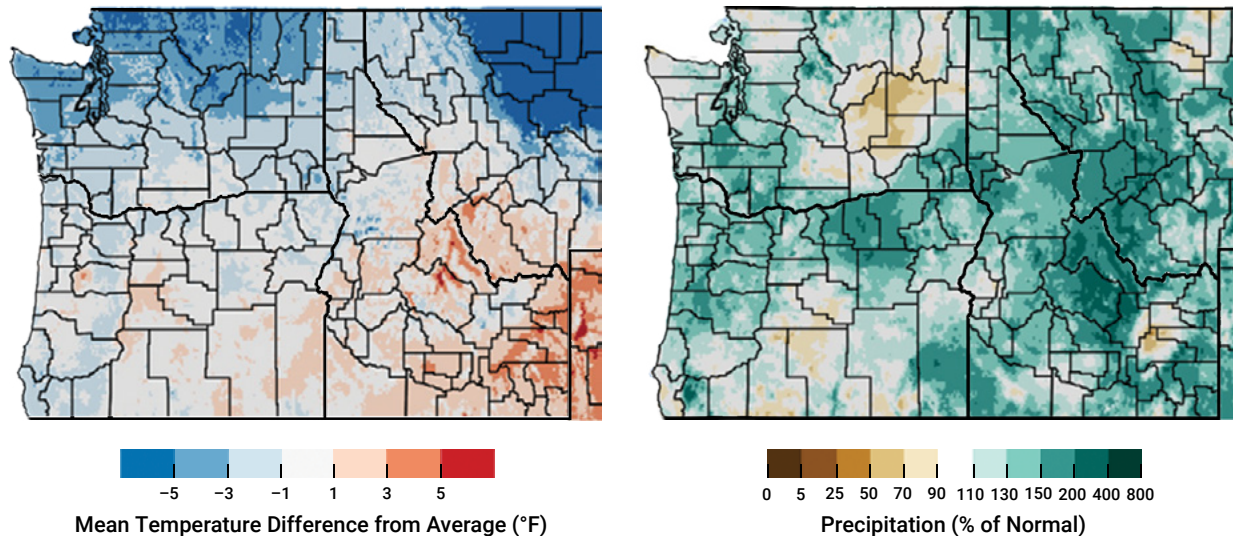 −5 −3 −1 1 3 5
Mean Temperature Difference from Average (°F)
0 5 25 50 70 90 110 130 150 200 400 800
Precipitation (% of Normal)